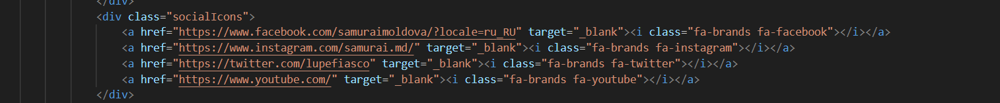 </div>
<div class="socialIcons">
<a href="https://www.facebook.com/samuraimoldova/?locale=ru_RU" target="_blank"><i class="fa-brands fa-facebook"></i></a>
<a href="https://www.instagram.com/samurai.md/" target="_blank"><i class="fa-brands fa-instagram"></i></a>
<a href="https://twitter.com/lupefiasco" target="_blank"><i class="fa-brands fa-twitter"></i></a>
<a href="https://www.youtube.com/" target="_blank"><i class="fa-brands fa-youtube"></i></a>
</div>